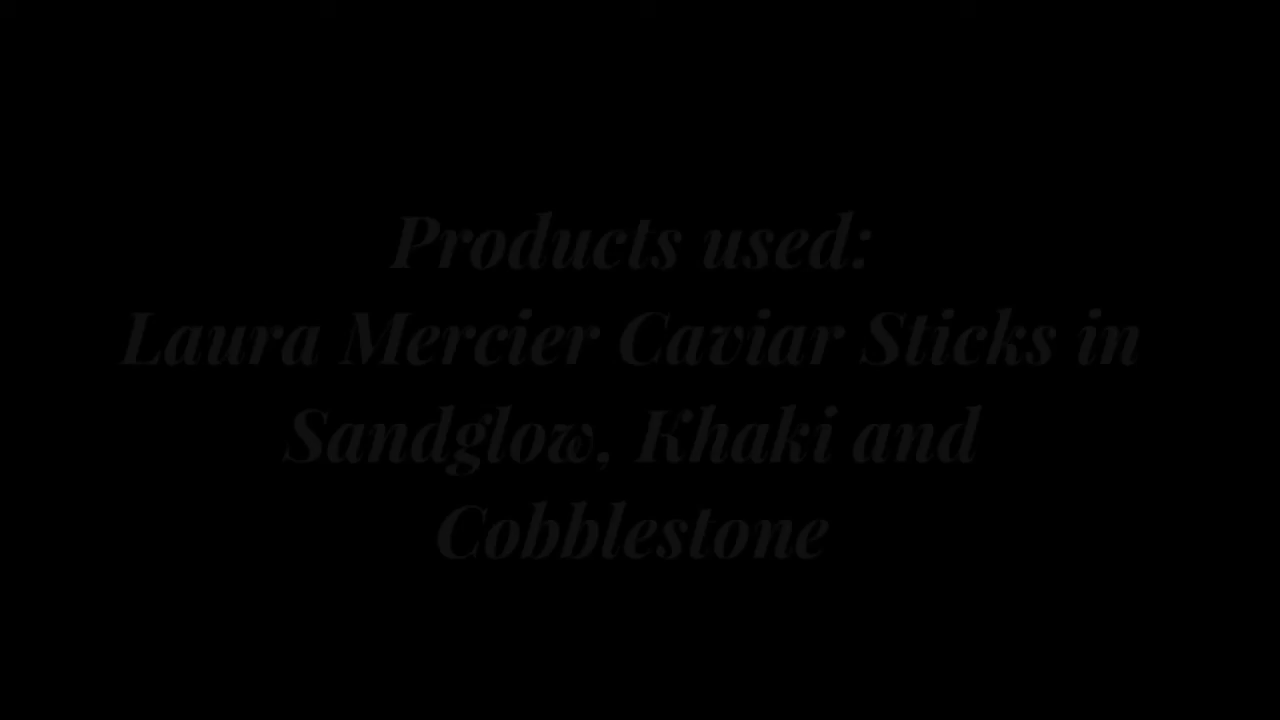 Products used:
Laura Mercier Caviar Sticks in
Sandglow, Khaki and
Cobblestone